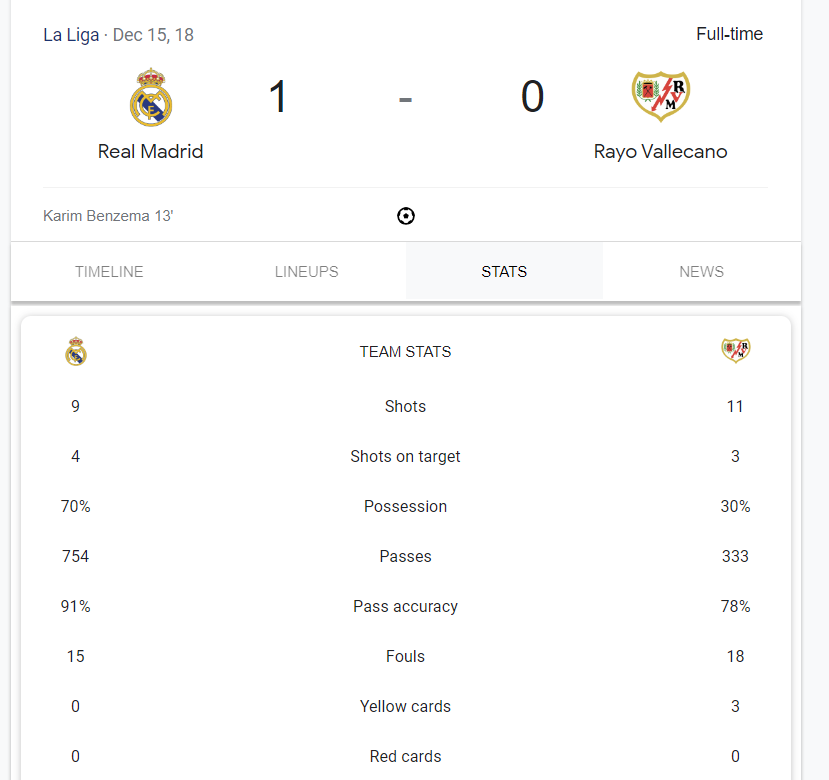 La Liga · Dec 15, 18 Full-time
1 - 0
Real Madrid Rayo Vallecano
Karim Benzema 13'
TIMELINE LINEUPS STATS NEWS
TEAM STATS
9 Shots 11
4 Shots on target 3
70% Possession 30%
754 Passes 333
91% Pass accuracy 78%
15 Fouls 18
0 Yellow cards 3
0 Red cards 0